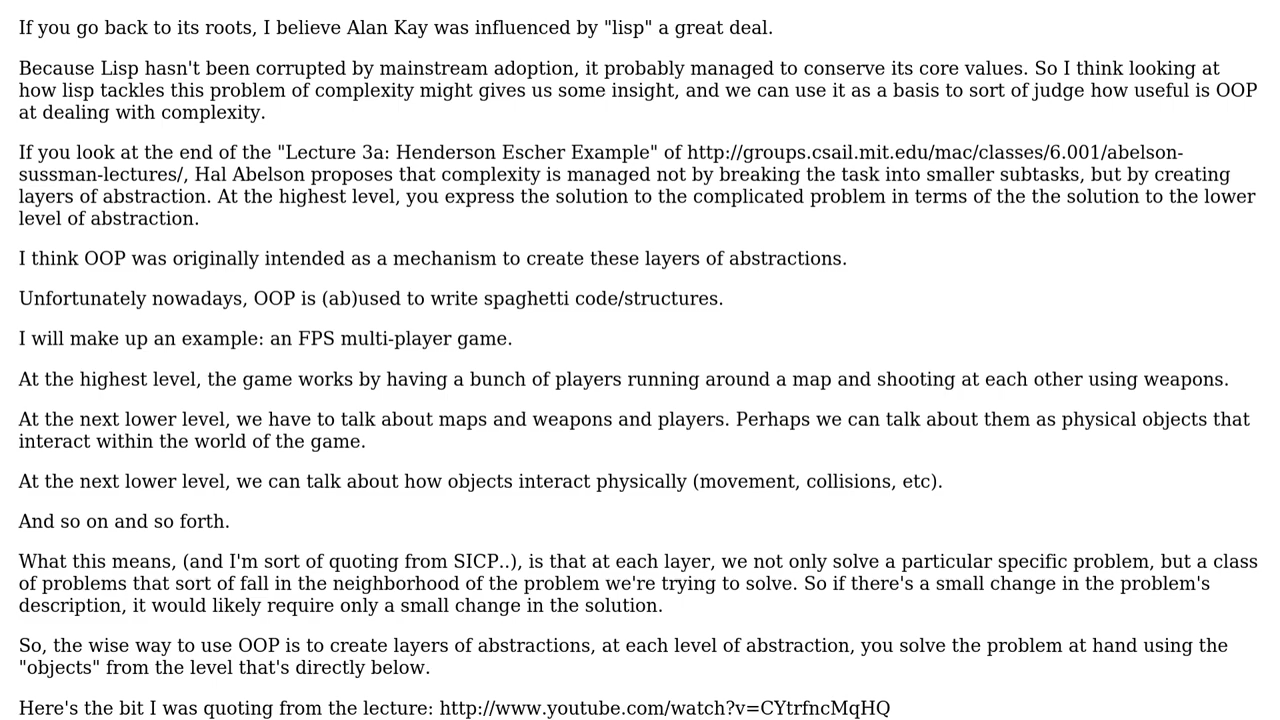 If you go back to its roots, I believe Alan Kay was influenced by "lisp" a great deal.
Because Lisp hasn't been corrupted by mainstream adoption, it probably managed to conserve its core values. So I think looking at
how lisp tackles this problem of complexity might gives us some insight, and we can use it as a basis to sort of judge how useful is OOP
at dealing with complexity.
If you look at the end of the "Lecture 3a: Henderson Escher Example" of http://groups.csail.mit.edu/mac/classes/6.001/abelson-
sussman-lectures/, Hal Abelson proposes that complexity is managed not by breaking the task into smaller subtasks, but by creating
layers of abstraction. At the highest level, you express the solution to the complicated problem in terms of the the solution to the lower
level of abstraction.
I think OOP was originally intended as a mechanism to create these layers of abstractions.
Unfortunately nowadays, OOP is (ab)used to write spaghetti code/structures.
I will make up an example: an FPS multi-player game.
At the highest level, the game works by having a bunch of players running around a map and shooting at each other using weapons.
At the next lower level, we have to talk about maps and weapons and players. Perhaps we can talk about them as physical objects that
interact within the world of the game.
At the next lower level, we can talk about how objects interact physically (movement, collisions, etc).
And so on and so forth.
What this means, (and I'm sort of quoting from SICP..), is that at each layer, we not only solve a particular specific problem, but a class
of problems that sort of fall in the neighborhood of the problem we're trying to solve. So if there's a small change in the problem's
description, it would likely require only a small change in the solution.
So, the wise way to use OOP is to create layers of abstractions, at each level of abstraction, you solve the problem at hand using the
"objects" from the level that's directly below.
Here's the bit I was quoting from the lecture: http://www.youtube.com/watch?v=CYtrfncMqHQ